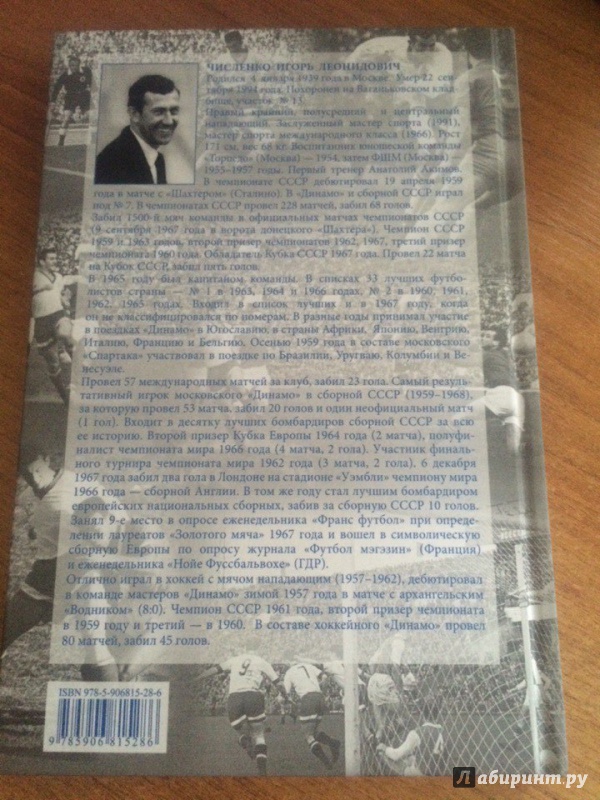 ЧИСЛЕНКО ИГОРЬ ЛЕОНИДОВИЧ
Родился 4 января 1939 года в Москве. Умер 22 сен-
тября 1994 года. Похоронен на Ваганьковском клад-
бище, участок № 13.
Правый крайний, полусредний и центральный
нападающий. Заслуженный мастер спорта (1991),
мастер спорта международного класса (1966). Рост
171 см, вес 68 кг. Воспитанник юношеской команды
«Торпедо» (Москва) — 1954, затем ФШМ (Москва) —
1955–1957 годы. Первый тренер Анатолий Акимов.
В чемпионате СССР дебютировал 19 апреля 1959
года в матче с «Шахтером» (Сталино). В «Динамо» и сборной СССР играл
под № 7. В чемпионатах СССР провел 228 матчей, забил 68 голов.
Забил 1500-й мяч команды в официальных матчах чемпионатов СССР
(9 сентября 1967 года в ворота донецкого «Шахтера»). Чемпион СССР
1959 и 1963 годов, второй призер чемпионатов 1962, 1967, третий призер
чемпионата 1960 года. Обладатель Кубка СССР 1967 года. Провел 22 матча
на Кубок СССР, забил пять голов.
В 1965 году был капитаном команды. В списках 33 лучших футбо-
листов страны — № 1 в 1963, 1964 и 1966 годах, № 2 в 1960, 1961,
1962, 1965 годах. Входил в список лучших и в 1967 году, когда
он не классифицировался по номерам. В разные годы принимал участие
в поездках «Динамо» в Югославию, в страны Африки, Японию, Венгрию,
Италию, Францию и Бельгию. Осенью 1959 года в составе московского
«Спартака» участвовал в поездке по Бразилии, Уругваю, Колумбии и Ве-
несуэле.
Провел 57 международных матчей за клуб, забил 23 гола. Самый резуль-
тативный игрок московского «Динамо» в сборной СССР (1959–1968),
за которую провел 53 матча, забил 20 голов и один неофициальный матч
(1 гол). Входит в десятку лучших бомбардиров сборной СССР за всю
ее историю. Второй призер Кубка Европы 1964 года (2 матча), полуфи-
налист чемпионата мира 1966 года (4 матча, 2 гола). Участник финаль-
ного турнира чемпионата мира 1962 года (3 матча, 2 гола). 6 декабря
1967 года забил два гола в Лондоне на стадионе «Уэмбли» чемпиону мира
1966 года — сборной Англии. В том же году стал лучшим бомбардиром
европейских национальных сборных, забив за сборную СССР 10 голов.
Занял 9-е место в опросе еженедельника «Франс футбол» при опреде-
лении лауреатов «Золотого мяча» 1967 года и вошел в символическую
сборную Европы по опросу журнала «Футбол мэгэзин» (Франция)
и еженедельника «Нойе Фуссбальвохе» (ГДР).
Отлично играл в хоккей с мячом нападающим (1957–1962), дебютировал
в команде мастеров «Динамо» зимой 1957 года в матче с архангельским
«Водником» (8:0). Чемпион СССР 1961 года, второй призер чемпионата
в 1959 году и третий — в 1960. В составе хоккейного «Динамо» провел
80 матчей, забил 45 голов.
ISBN 978-5-906815-28-6
9 785906 815286
Лабиринт.ру